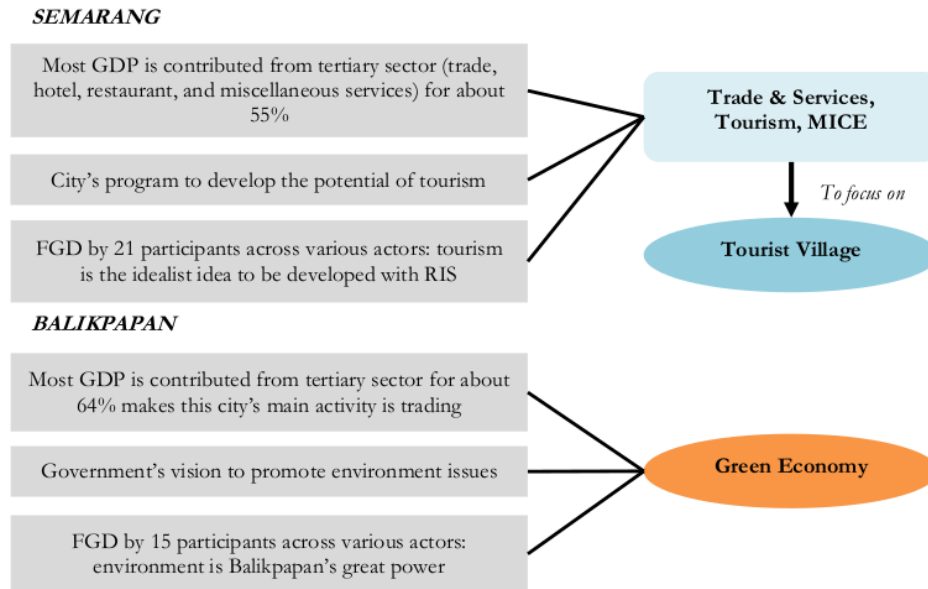 SEMARANG
Most GDP is contributed from tertiary sector (trade,
hotel, restaurant, and miscellaneous services) for about
55%
City's program to develop the potential of tourism
FGD by 21 participants across various actors: tourism
is the idealist idea to be developed with RIS
Trade & Services,
Tourism, MICE
To focus on
Tourist Village
BALIKPAPAN
Most GDP is contributed from tertiary sector for about
64% makes this city's main activity is trading
Government's vision to promote environment issues
FGD by 15 participants across various actors:
environment is Balikpapan's great power
Green Economy